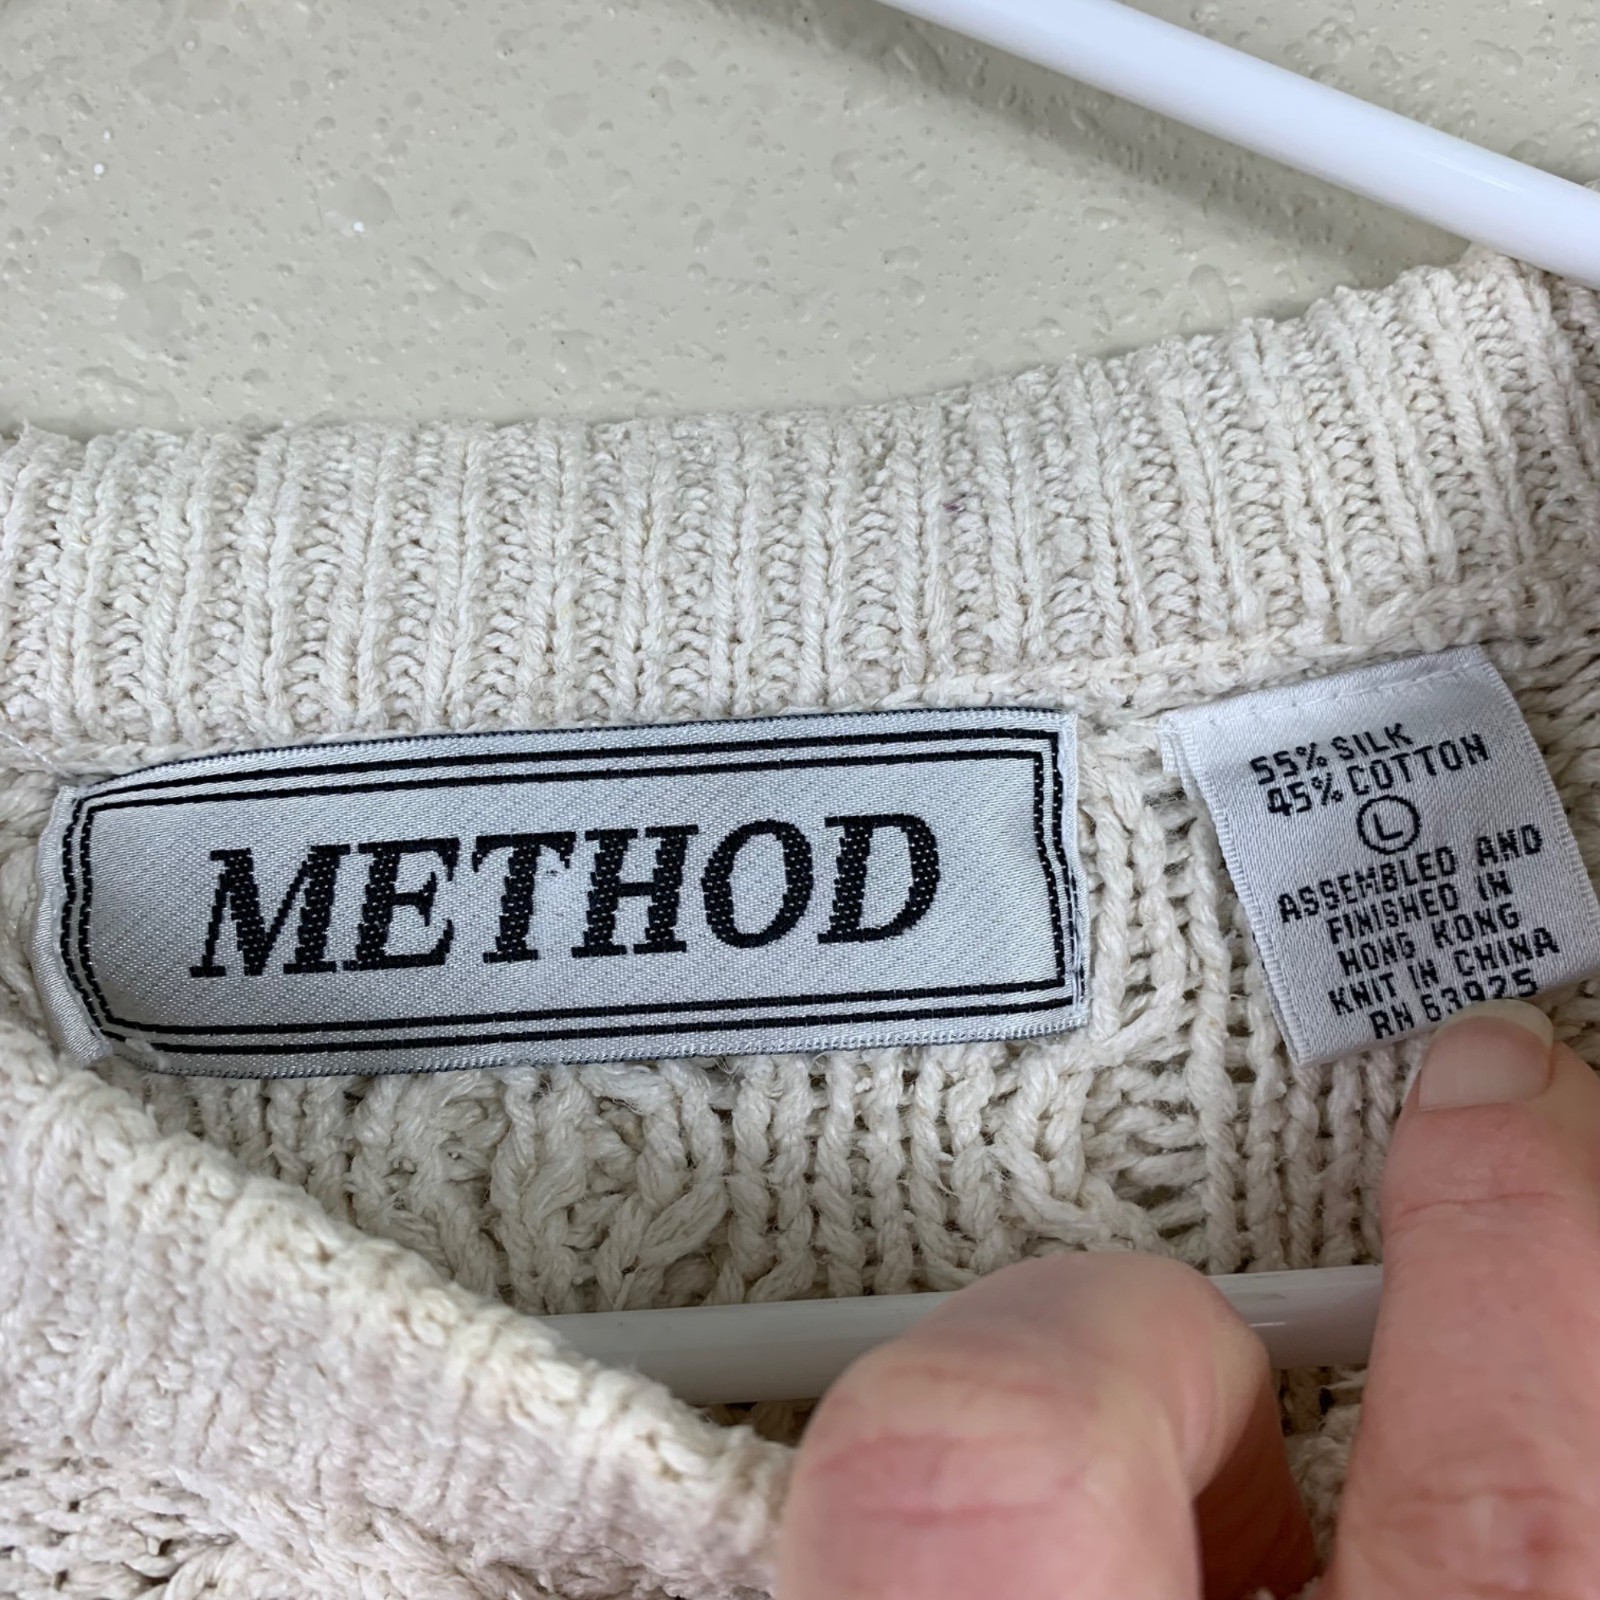 METHOD
55% SILK
45% COTTON
L
ASSEMBLED AND
FINISHED IN
HONG KONG
KNIT IN CHINA
RN 63925